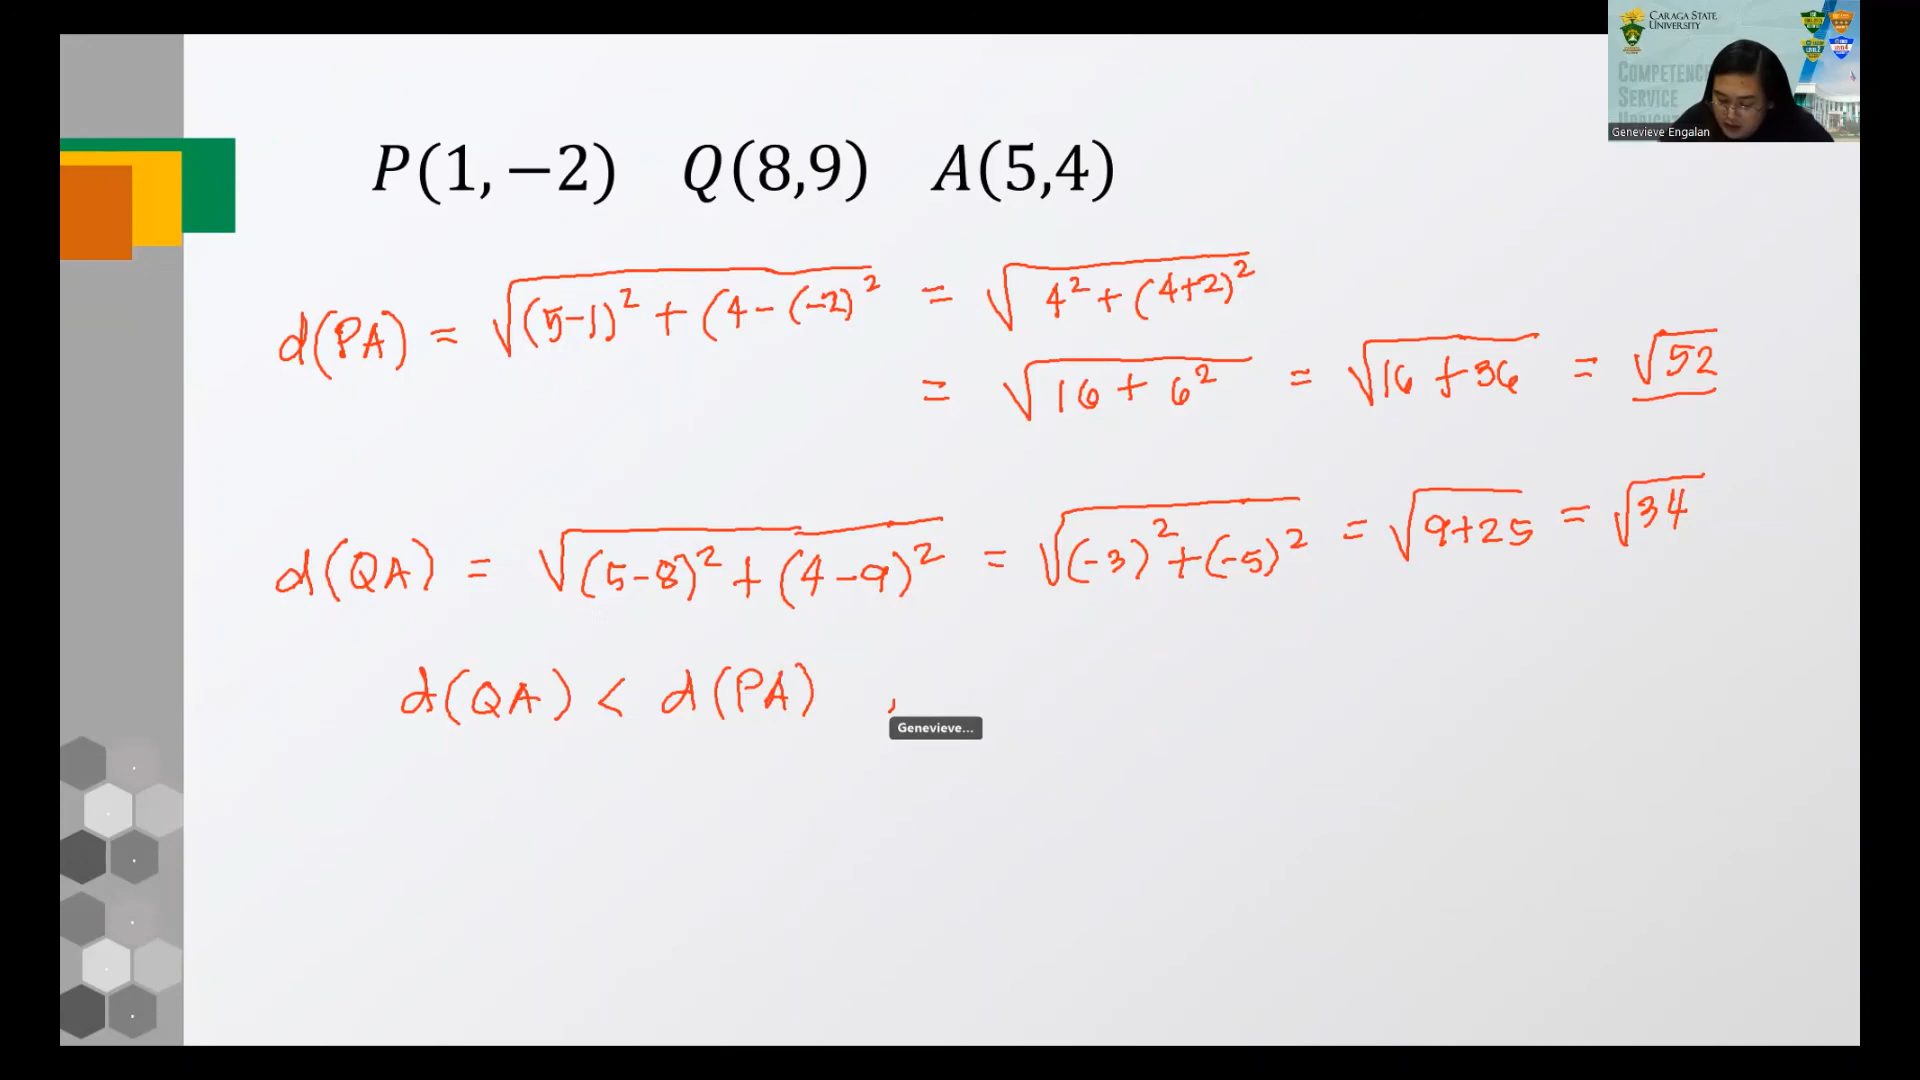 CARAGA STATE
UNIVERSITY
COMPETENC
SERVICE
Genevieve Engalan
P(1,−2) Q(8,9) A(5,4)
d(PA) = √((5-1)² + (4-(-2)²) = √(4² + (4+2)²)
= √(16 + 6²) = √(16 + 36) = √52
d(QA) = √((5-8)² + (4-9)²) = √((-3)² + (-5)²) = √(9+25) = √34
d(QA) < d(PA) ,
Genevieve...